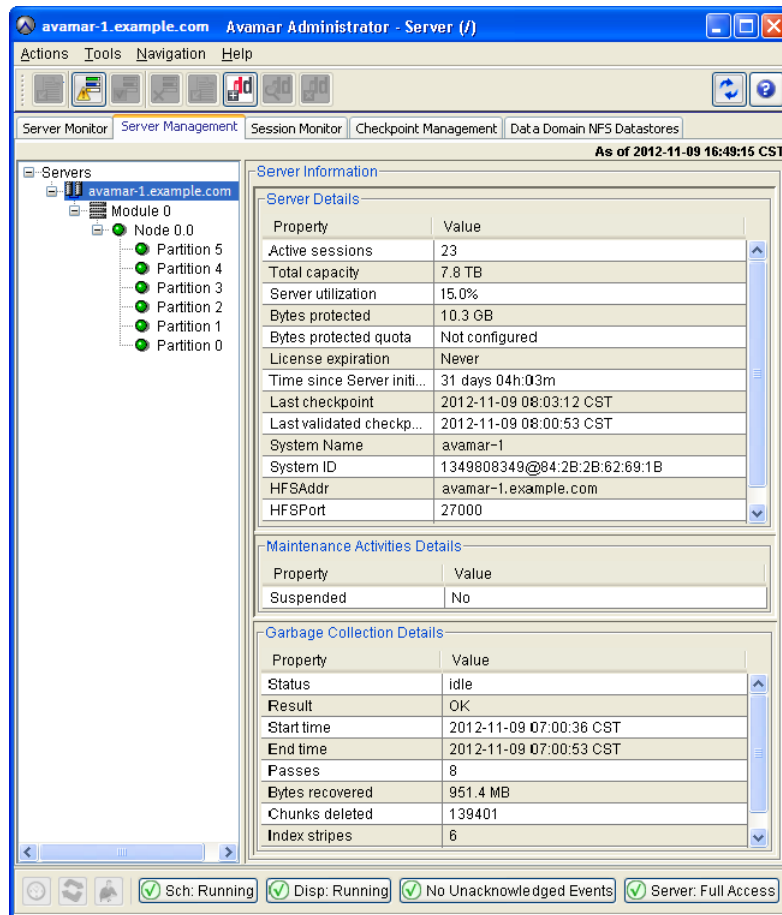 avamar-1.example.com Avamar Administrator - Server (/)
Actions Tools Navigation Help
Server Monitor Server Management Session Monitor Checkpoint Management Data Domain NFS Datastores
As of 2012-11-09 16:49:15 CST
Servers
avamar-1.example.com
Module 0
Node 0.0
Partition 5
Partition 4
Partition 3
Partition 2
Partition 1
Partition 0
Server Information
Server Details
Property Value
Active sessions 23
Total capacity 7.8 TB
Server utilization 15.0%
Bytes protected 10.3 GB
Bytes protected quota Not configured
License expiration Never
Time since Server initi... 31 days 04h:03m
Last checkpoint 2012-11-09 08:03:12 CST
Last validated checkp... 2012-11-09 08:00:53 CST
System Name avamar-1
System ID 1349808349@84:2B:2B:62:69:1B
HFSAddr avamar-1.example.com
HFSPort 27000
Maintenance Activities Details
Property Value
Suspended No
Garbage Collection Details
Property Value
Status idle
Result OK
Start time 2012-11-09 07:00:36 CST
End time 2012-11-09 07:00:53 CST
Passes 8
Bytes recovered 951.4 MB
Chunks deleted 139401
Index stripes 6
Sch: Running Disp: Running No Unacknowledged Events Server: Full Access